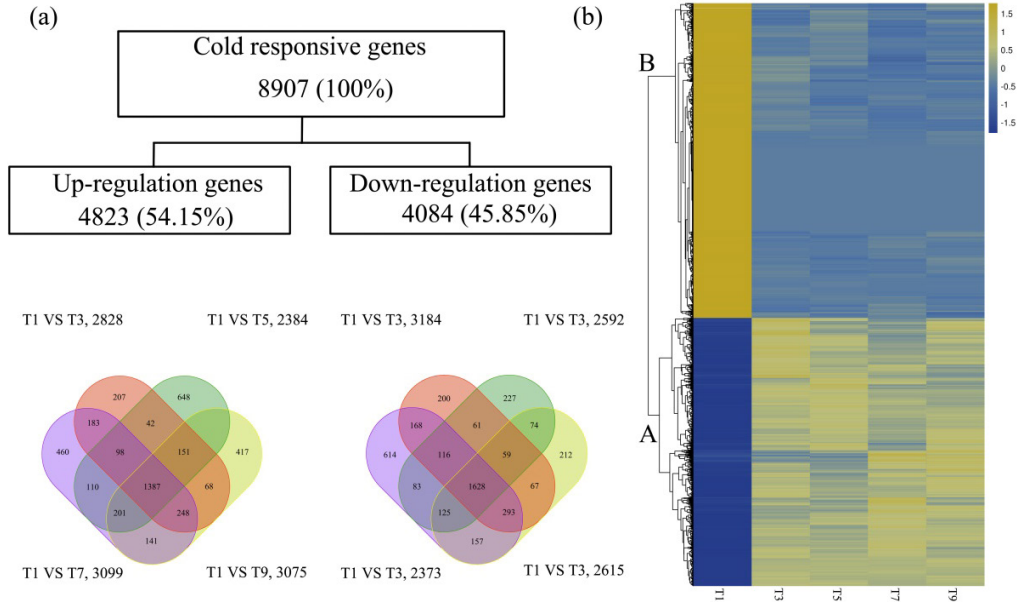 (a)
Cold responsive genes
8907 (100%)
Up-regulation genes
4823 (54.15%)
Down-regulation genes
4084 (45.85%)
T1 VS T3, 2828
T1 VS T5, 2384
207
648
183
42
460
98
151
417
110
1387
68
201
248
141
T1 VS T7, 3099
T1 VS T9, 3075
T1 VS T3, 3184
T1 VS T3, 2592
200
227
168
61
74
614
116
59
212
83
1628
67
125
293
157
T1 VS T3, 2373
T1 VS T3, 2615
(b)
B
A
1.5
1
0.5
0
-0.5
-1
-1.5
T1
T3
T5
T7
T9